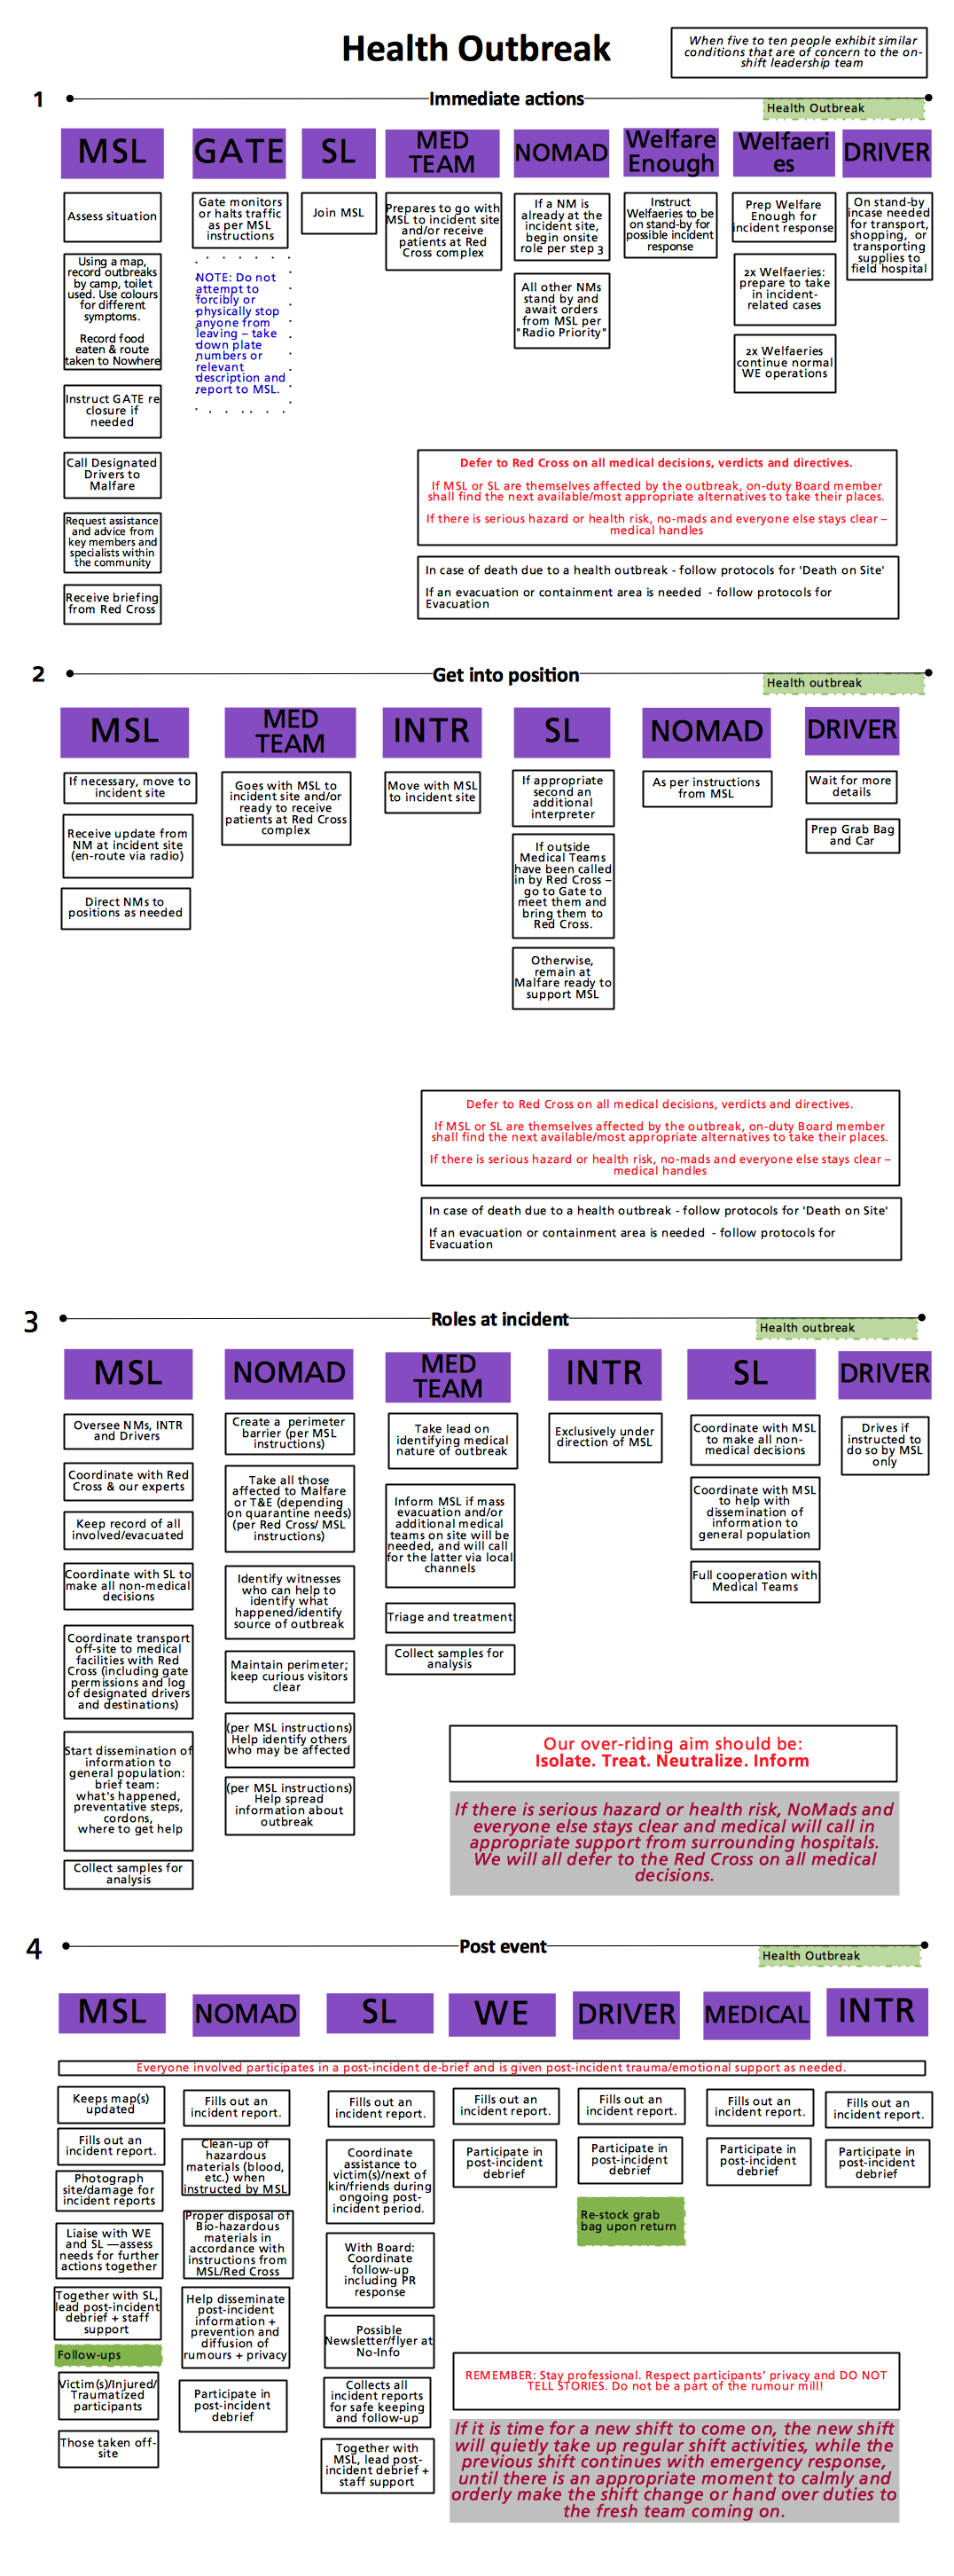 Health Outbreak
When five to ten people exhibit similar
conditions that are of concern to the on-
shift leadership team
1
Immediate actions
Health Outbreak
MSL
GATE
SL
MED
TEAM
NOMAD
Welfare
Enough
Welfaeri
es
DRIVER
Assess situation
Using a map,
record outbreaks
by camp, toilet
used. Use colours
for different
symptoms.
Record food
eaten & route
taken to Nowhere
Instruct GATE re
closure if
needed
Call Designated
Drivers to
Malfare
Request assistance
and advice from
key members and
specialists within
the community
Receive briefing
from Red Cross
Gate monitors
or halts traffic
as per MSL
instructions
NOTE: Do not
attempt to
forcibly or
physically stop
anyone from
leaving – take
down plate
numbers or
relevant
description and
report to MSL.
Join MSL
Prepares to go with
MSL to incident site
and/or receive
patients at Red
Cross complex
If a NM is
already at the
incident site,
begin onsite
role per step 3
All other NMs
stand by and
await orders
from MSL per
"Radio Priority"
Instruct
Welfaeries to be
on stand-by for
possible incident
response
Prep Welfare
Enough for
incident response
2x Welfaeries:
prepare to take
in incident-
related cases
2x Welfaeries
continue normal
WE operations
On stand-by
incase needed
for transport,
shopping, or
transporting
supplies to
field hospital
Defer to Red Cross on all medical decisions, verdicts and directives.
If MSL or SL are themselves affected by the outbreak, on-duty Board member
shall find the next available/most appropriate alternatives to take their places.
If there is serious hazard or health risk, no-mads and everyone else stays clear –
medical handles
In case of death due to a health outbreak - follow protocols for 'Death on Site'
If an evacuation or containment area is needed - follow protocols for
Evacuation
2
Get into position
Health outbreak
MSL
MED
TEAM
INTR
SL
NOMAD
DRIVER
If necessary, move to
incident site
Receive update from
NM at incident site
(en-route via radio)
Direct NMs to
positions as needed
Goes with MSL to
incident site and/or
ready to receive
patients at Red Cross
complex
Move with MSL
to incident site
If appropriate
second an
additional
interpreter
If outside
Medical Teams
have been called
in by Red Cross –
go to Gate to
meet them and
bring them to
Red Cross.
Otherwise,
remain at
Malfare ready to
support MSL
As per instructions
from MSL
Wait for more
details
Prep Grab Bag
and Car
Defer to Red Cross on all medical decisions, verdicts and directives.
If MSL or SL are themselves affected by the outbreak, on-duty Board member
shall find the next available/most appropriate alternatives to take their places.
If there is serious hazard or health risk, no-mads and everyone else stays clear –
medical handles
In case of death due to a health outbreak - follow protocols for 'Death on Site'
If an evacuation or containment area is needed - follow protocols for
Evacuation
3
Roles at incident
Health outbreak
MSL
NOMAD
MED
TEAM
INTR
SL
DRIVER
Oversee NMs, INTR
and Drivers
Coordinate with Red
Cross & our experts
Keep record of all
involved/evacuated
Coordinate with SL to
make all non-medical
decisions
Coordinate transport
off-site to medical
facilities with Red
Cross (including gate
permissions and log
of designated drivers
and destinations)
Start dissemination of
information to
general population:
brief team:
what's happened,
preventative steps,
cordons,
where to get help
Collect samples for
analysis
Create a perimeter
barrier (per MSL
instructions)
Take all those
affected to Malfare
or T&E (depending
on quarantine needs)
(per Red Cross/ MSL
instructions)
Identify witnesses
who can help to
identify what
happened/identify
source of outbreak
Maintain perimeter;
keep curious visitors
clear
(per MSL instructions)
Help identify others
who may be affected
(per MSL instructions)
Help spread
information about
outbreak
Take lead on
identifying medical
nature of outbreak
Inform MSL if mass
evacuation and/or
additional medical
teams on site will be
needed, and will call
for the latter via local
channels
Triage and treatment
Collect samples for
analysis
Exclusively under
direction of MSL
Coordinate with MSL
to make all non-
medical decisions
Coordinate with MSL
to help with
dissemination of
information to
general population
Full cooperation with
Medical Teams
Drives if
instructed to
do so by MSL
only
Our over-riding aim should be:
Isolate. Treat. Neutralize. Inform
If there is serious hazard or health risk, NoMads and
everyone else stays clear and medical will call in
appropriate support from surrounding hospitals.
We will all defer to the Red Cross on all medical
decisions.
4
Post event
Health Outbreak
MSL
NOMAD
SL
WE
DRIVER
MEDICAL
INTR
Everyone involved participates in a post-incident de-brief and is given post-incident trauma/emotional support as needed.
Keeps map(s)
updated
Fills out an
incident report.
Photograph
site/damage for
incident reports
Liaise with WE
and SL —assess
needs for further
actions together
Together with SL,
lead post-incident
debrief + staff
support
Follow-ups
Victim(s)/Injured/
Traumatized
participants
Those taken off-
site
Fills out an
incident report.
Clean-up of
hazardous
materials (blood,
etc.) when
instructed by MSL
Proper disposal of
Bio-hazardous
materials in
accordance with
instructions from
MSL/Red Cross
Help disseminate
post-incident
information +
prevention and
diffusion of
rumours + privacy
Participate in
post-incident
debrief
Fills out an
incident report.
Coordinate
assistance to
victim(s)/next of
kin/friends during
ongoing post-
incident period.
With Board:
Coordinate
follow-up
including PR
response
Possible
Newsletter/flyer at
No-Info
Collects all
incident reports
for safe keeping
and follow-up
Together with
MSL, lead post-
incident debrief +
staff support
Fills out an
incident report.
Participate in
post-incident
debrief
Fills out an
incident report.
Participate in
post-incident
debrief
Re-stock grab
bag upon return
Fills out an
incident report.
Participate in
post-incident
debrief
Fills out an
incident report.
Participate in
post-incident
debrief
REMEMBER: Stay professional. Respect participants' privacy and DO NOT
TELL STORIES. Do not be a part of the rumour mill!
If it is time for a new shift to come on, the new shift
will quietly take up regular shift activities, while the
previous shift continues with emergency response,
until there is an appropriate moment to calmly and
orderly make the shift change or hand over duties to
the fresh team coming on.